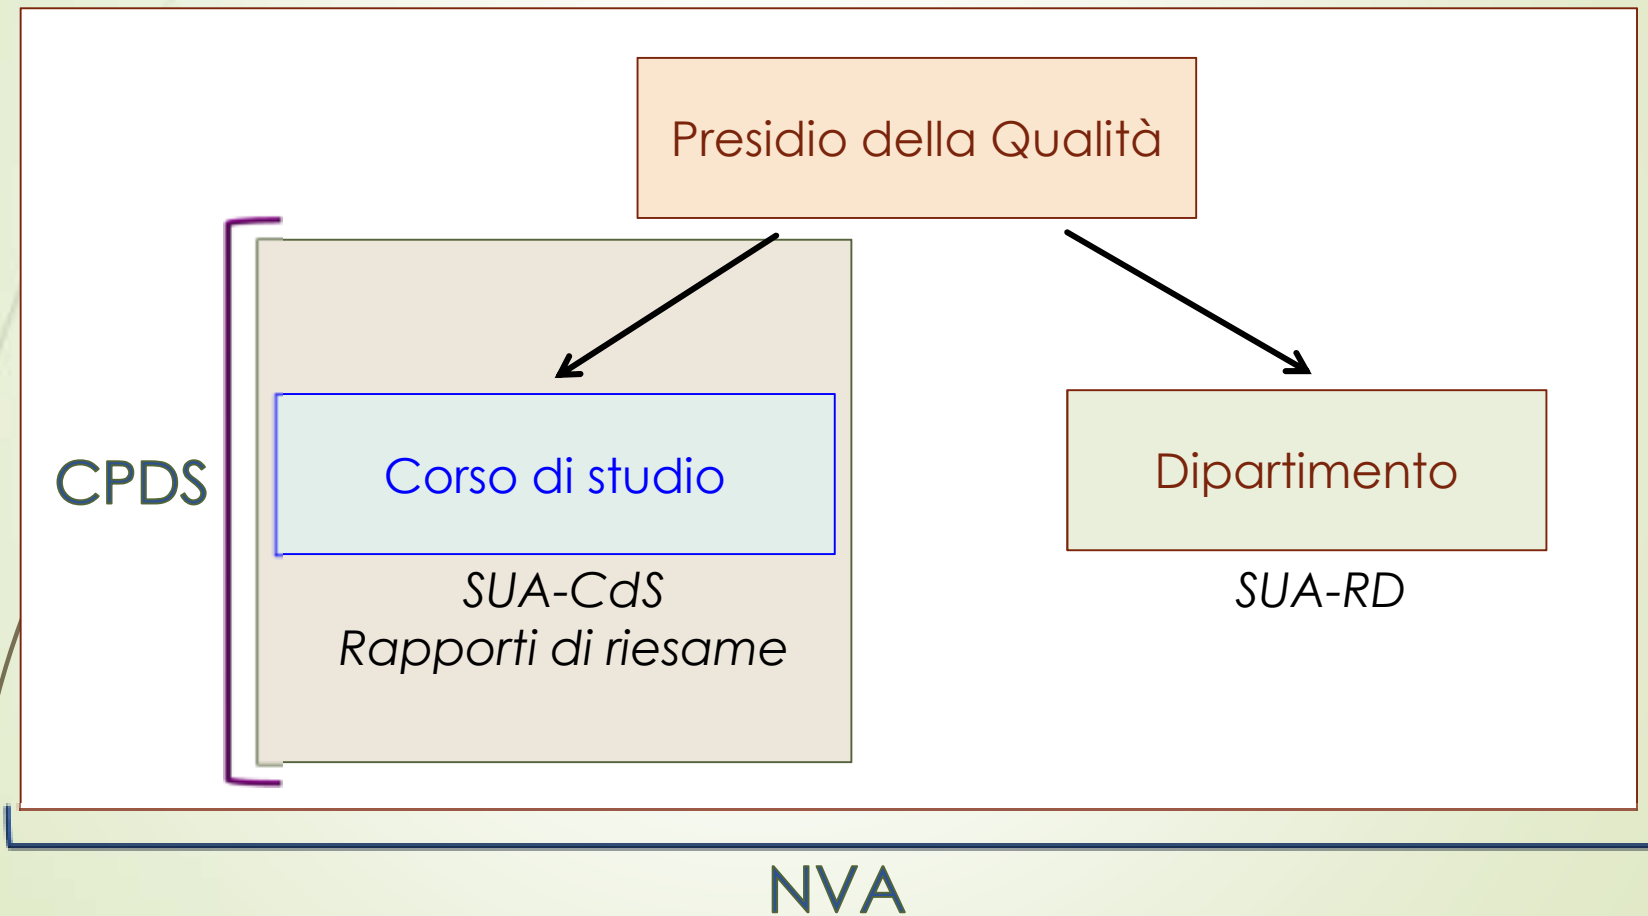 Presidio della Qualità
CPDS
Corso di studio
SUA-CdS
Rapporti di riesame
Dipartimento
SUA-RD
NVA